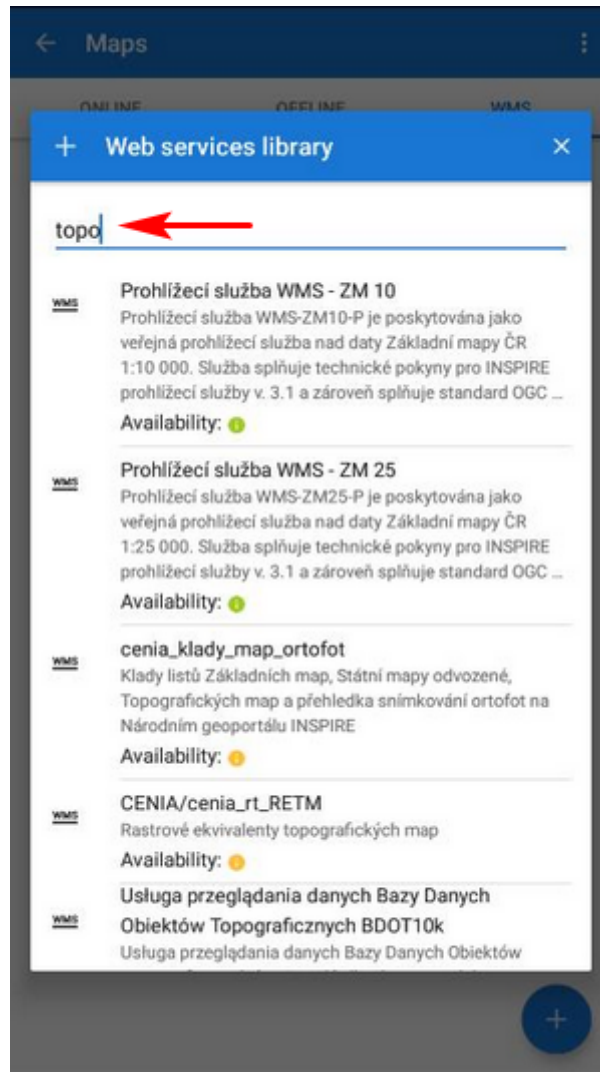 Maps
ONLINE OFFLINE WMS
Web services library
topo
WMS
Prohlížecí služba WMS - ZM 10
Prohlížecí služba WMS-ZM10-P je poskytována jako
veřejná prohlížecí služba nad daty Základní mapy ČR
1:10 000. Služba splňuje technické pokyny pro INSPIRE
prohlížecí služby v. 3.1 a zároveň splňuje standard OGC ...
Availability:
WMS
Prohlížecí služba WMS - ZM 25
Prohlížecí služba WMS-ZM25-P je poskytována jako
veřejná prohlížecí služba nad daty Základní mapy ČR
1:25 000. Služba splňuje technické pokyny pro INSPIRE
prohlížecí služby v. 3.1 a zároveň splňuje standard OGC ...
Availability:
WMS
cenia_klady_map_ortofot
Klady listů Základních map, Státní mapy odvozené,
Topografických map a přehledka snímkování ortofot na
Národním geoportálu INSPIRE
Availability:
WMS
CENIA/cenia_rt_RETM
Rastrové ekvivalenty topografických map
Availability:
WMS
Usługa przeglądania danych Bazy Danych
Obiektów Topograficznych BDOT10k
Usługa przeglądania danych Bazy Danych Obiektów